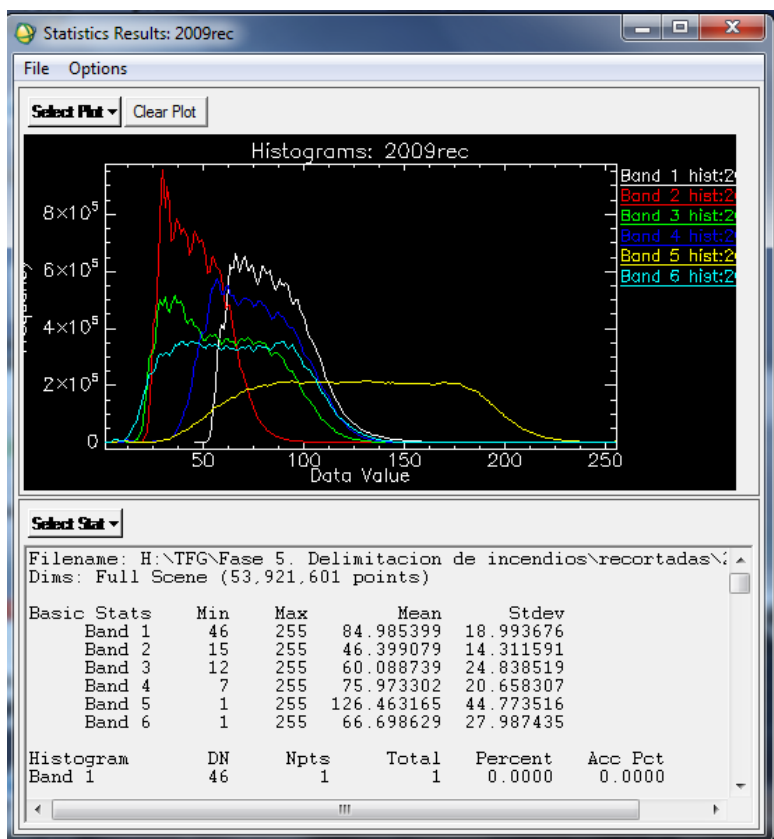 Statistics Results: 2009rec
File Options
Select Plot Clear Plot
Histograms: 2009rec
Band 1 hist:2
Band 2 hist:2
Band 3 hist:2
Band 4 hist:2
Band 5 hist:2
Band 6 hist:2
8×10⁵
6×10⁵
4×10⁵
2×10⁵
0
Frequency
50 100 150 200 250
Data Value
Select Stat
Filename: H:\TFG\Fase 5. Delimitacion de incendios\recortadas\
Dims: Full Scene (53,921,601 points)
Basic Stats Min Max Mean Stdev
Band 1 46 255 84.985399 18.993676
Band 2 15 255 46.399079 14.311591
Band 3 12 255 60.088739 24.838519
Band 4 7 255 75.973302 20.658307
Band 5 1 255 126.463165 44.773516
Band 6 1 255 66.698629 27.987435
Histogram DN Npts Total Percent Acc Pct
Band 1 46 1 1 0.0000 0.0000